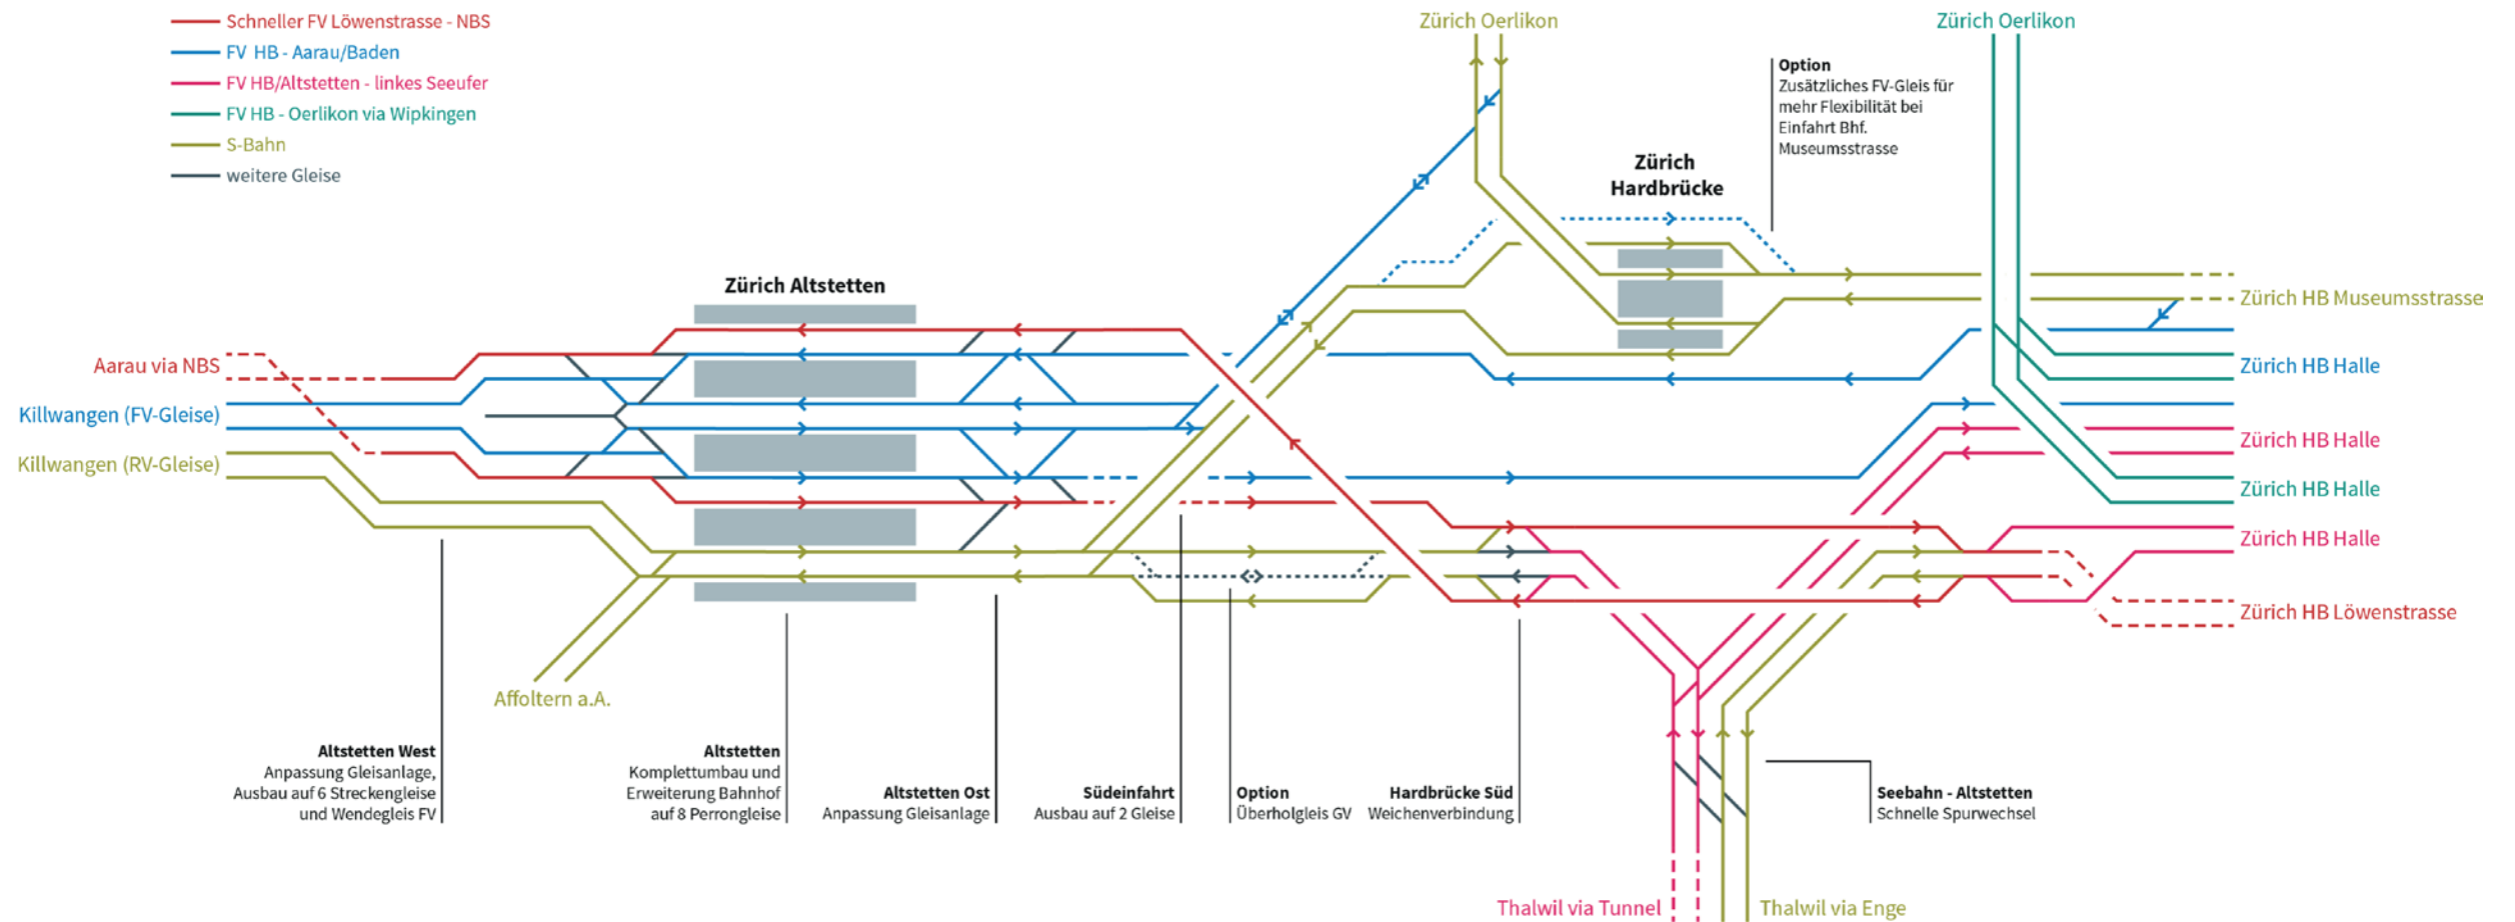 Schneller FV Löwenstrasse - NBS
FV HB - Aarau/Baden
FV HB/Altstetten - linkes Seeufer
FV HB - Oerlikon via Wipkingen
S-Bahn
weitere Gleise
Zürich Oerlikon
Zürich Oerlikon
Option
Zusätzliches FV-Gleis für
mehr Flexibilität bei
Einfahrt Bhf.
Museumsstrasse
Zürich
Hardbrücke
Zürich Altstetten
Aarau via NBS
Killwangen (FV-Gleise)
Killwangen (RV-Gleise)
Zürich HB Museumsstrasse
Zürich HB Halle
Zürich HB Halle
Zürich HB Halle
Zürich HB Halle
Zürich HB Löwenstrasse
Affoltern a.A.
Altstetten West
Anpassung Gleisanlage,
Ausbau auf 6 Streckengleise
und Wendegleis FV
Altstetten
Komplettumbau und
Erweiterung Bahnhof
auf 8 Perrongleise
Altstetten Ost
Anpassung Gleisanlage
Südeinfahrt
Ausbau auf 2 Gleise
Option
Überholgleis GV
Hardbrücke Süd
Weichenverbindung
Seebahn - Altstetten
Schnelle Spurwechsel
Thalwil via Tunnel
Thalwil via Enge